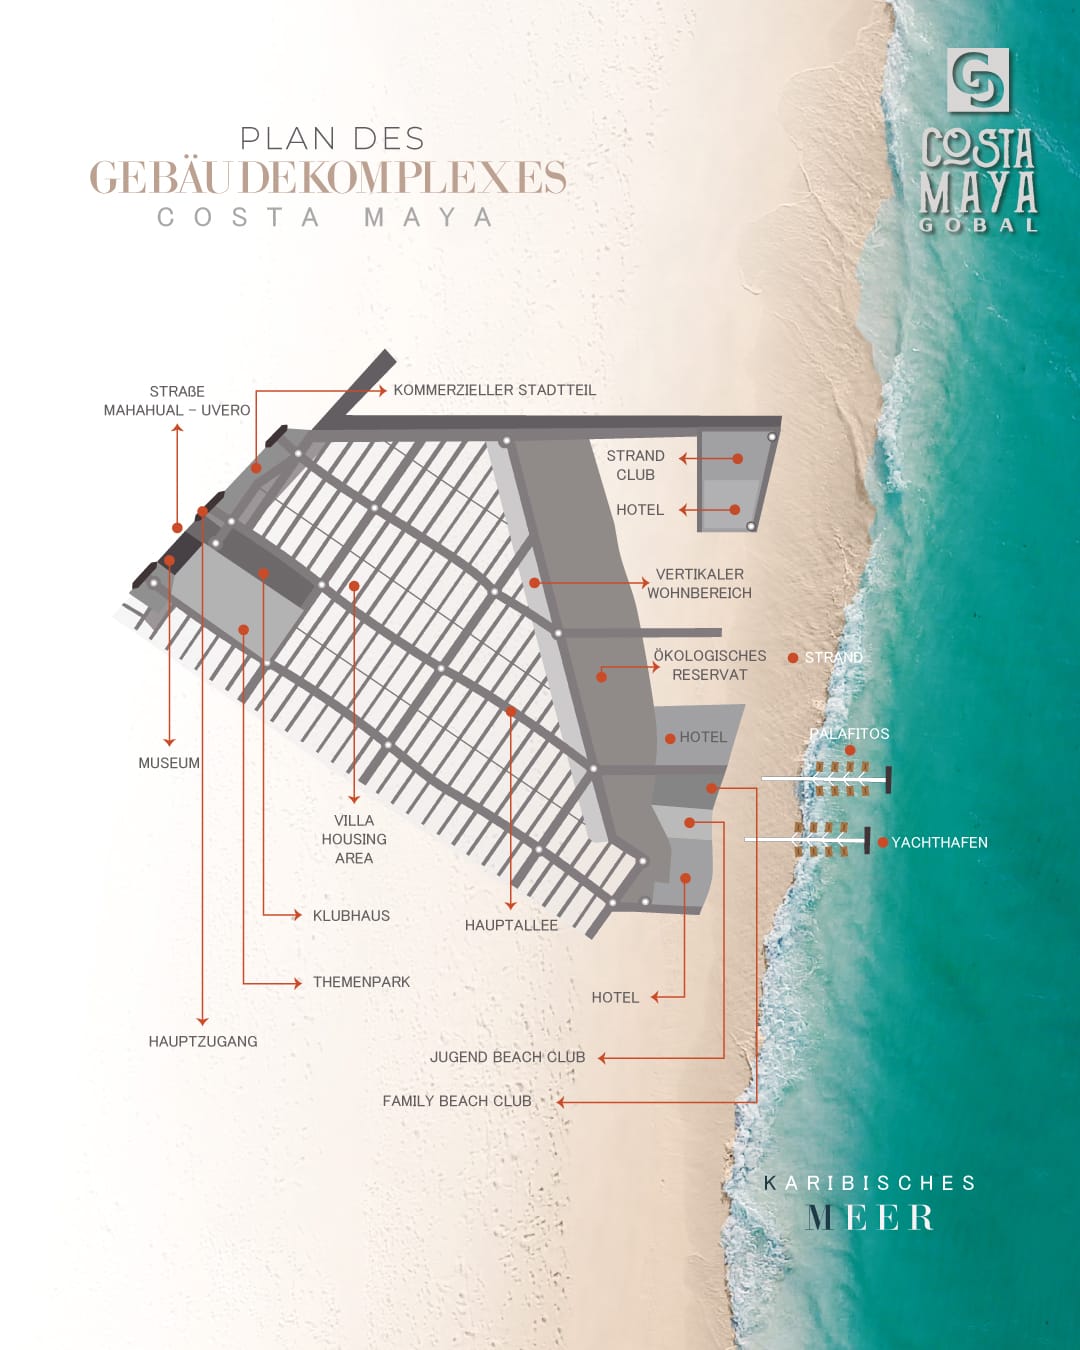 PLAN DES
GEBÄUDEKOMPLEXES
COSTA MAYA
COSTA
MAYA
GOBAL
STRAßE
MAHAHUAL - UVERO
KOMMERZIELLER STADTTEIL
STRAND
CLUB
HOTEL
VERTIKALER
WOHNBEREICH
ÖKOLOGISCHES
RESERVAT
STRAND
HOTEL
PALAFITOS
YACHTHAFEN
MUSEUM
VILLA
HOUSING
AREA
KLUBHAUS
HAUPTALLEE
THEMENPARK
HOTEL
HAUPTZUGANG
JUGEND BEACH CLUB
FAMILY BEACH CLUB
KARIBISCHES
MEER